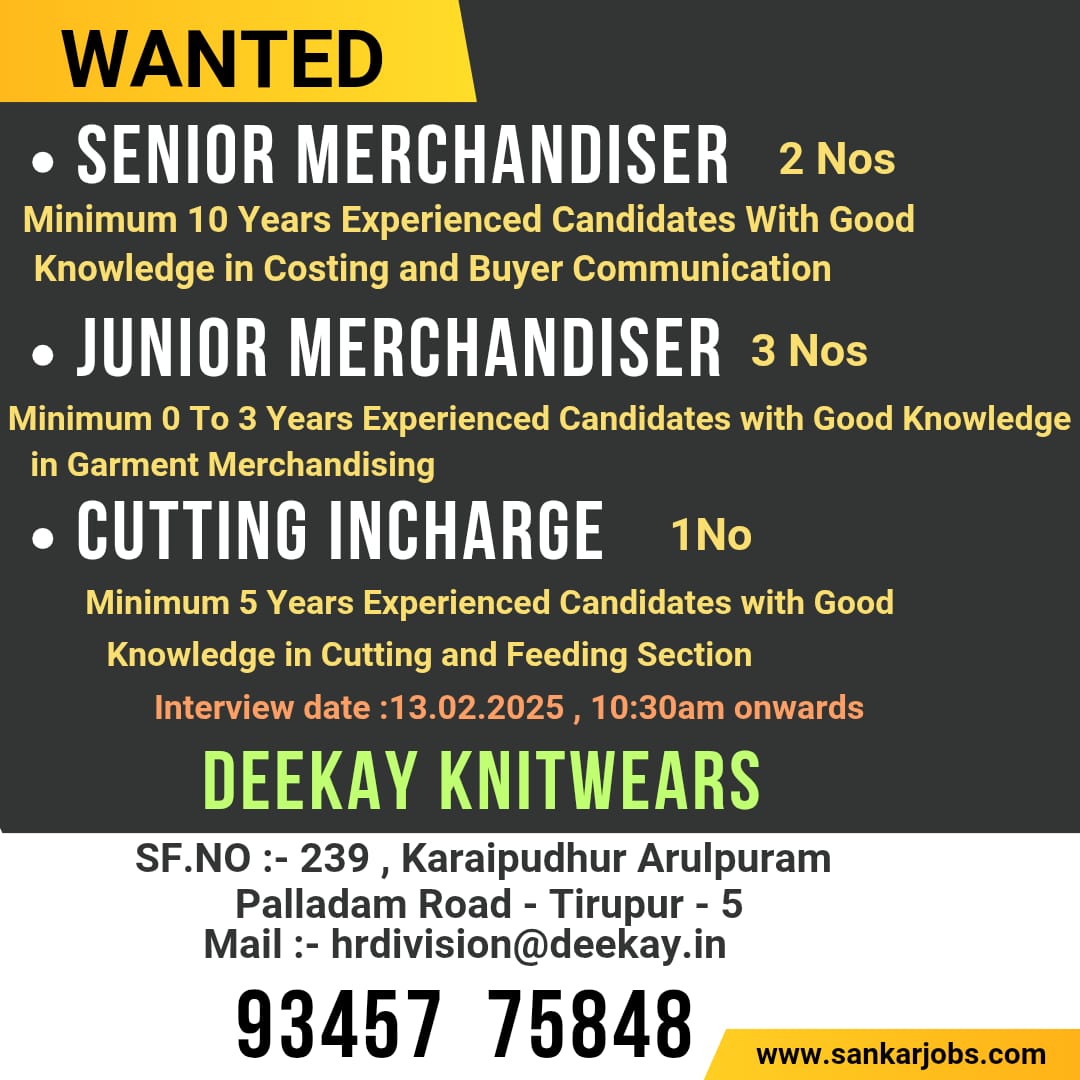 WANTED
• SENIOR MERCHANDISER 2 Nos
Minimum 10 Years Experienced Candidates With Good
Knowledge in Costing and Buyer Communication
• JUNIOR MERCHANDISER 3 Nos
Minimum 0 To 3 Years Experienced Candidates with Good Knowledge
in Garment Merchandising
• CUTTING INCHARGE 1No
Minimum 5 Years Experienced Candidates with Good
Knowledge in Cutting and Feeding Section
Interview date :13.02.2025 , 10:30am onwards
DEEKAY KNITWEARS
SF.NO :- 239 , Karaipudhur Arulpuram
Palladam Road - Tirupur - 5
Mail :- hrdivision@deekay.in
93457 75848
www.sankarjobs.com